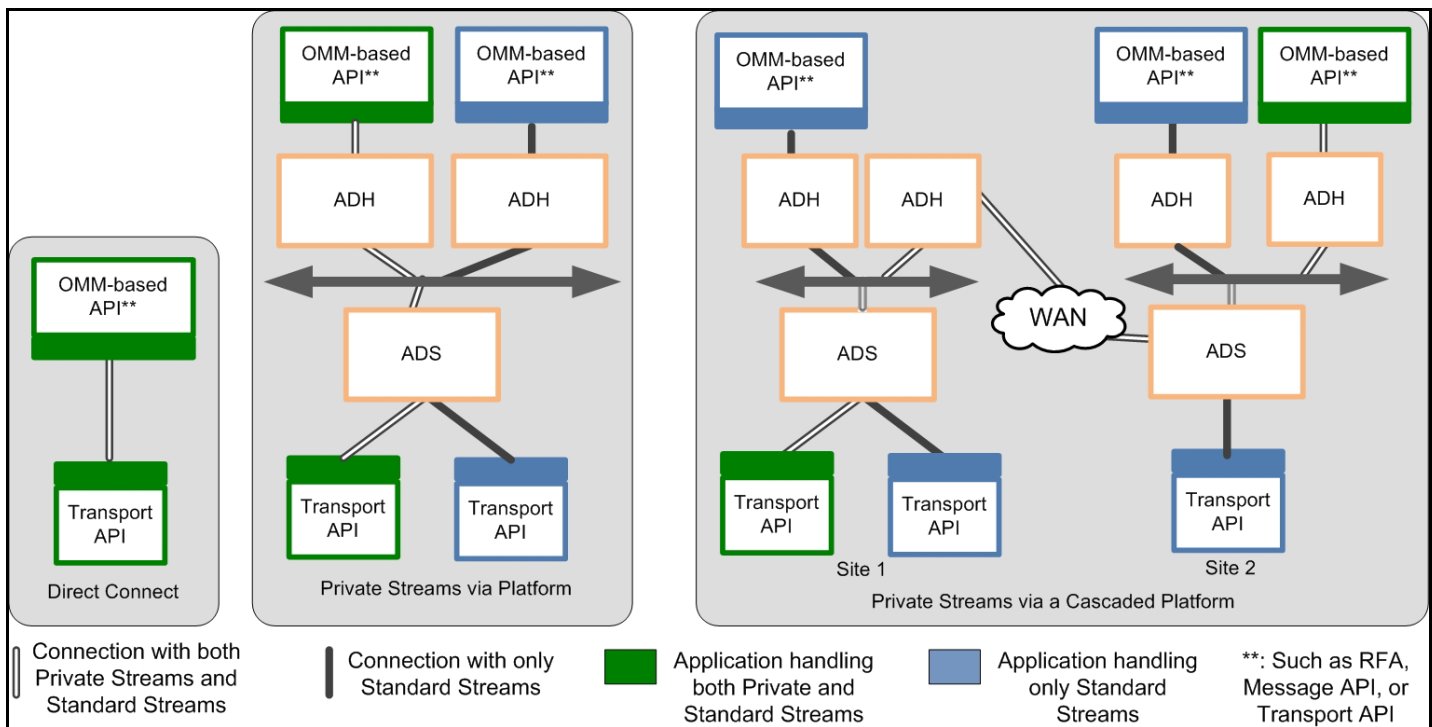 OMM-based
API**
Transport
API
Direct Connect
OMM-based
API**
OMM-based
API**
ADH
ADH
ADS
Transport
API
Transport
API
Private Streams via Platform
OMM-based
API**
OMM-based
API**
OMM-based
API**
ADH
ADH
ADH
ADH
WAN
ADS
ADS
Transport
API
Transport
API
Transport
API
Site 1
Site 2
Private Streams via a Cascaded Platform
Connection with both
Private Streams and
Standard Streams
Connection with only
Standard Streams
Application handling
both Private and
Standard Streams
Application handling
only Standard
Streams
**: Such as RFA,
Message API, or
Transport API